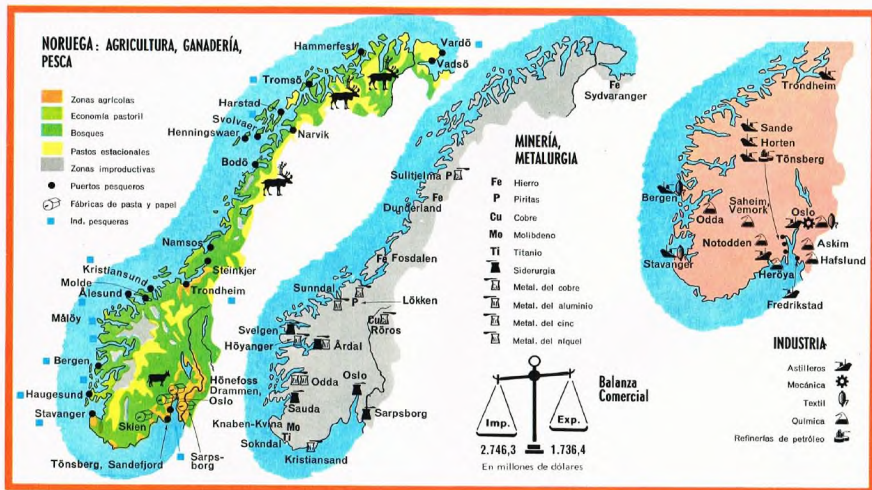 NORUEGA: AGRICULTURA, GANADERÍA,
PESCA
Zonas agrícolas
Economía pastoril
Bosques
Pastos estacionales
Zonas improductivas
Puertos pesqueros
Fábricas de pasta y papel
Ind. pesqueras
Hammerfest
Vardö
Vadsö
Tromsö
Harstad
Svolvaer
Henningswaer
Narvik
Bodö
Namsos
Steinkjer
Kristiansund
Trondheim
Molde
Ålesund
Målöy
Bergen
Haugesund
Stavanger
Skien
Hönefoss
Drammen,
Oslo
Tönsberg, Sandefjord
Sarps-
borg
MINERÍA,
METALURGIA
Fe Hierro
P Piritas
Cu Cobre
Mo Molibdeno
Ti Titanio
Siderurgia
Metal. del cobre
Metal. del aluminio
Metal. del cinc
Metal. del níquel
Fe
Sydvaranger
Sulitjelma P
Fe
Dunderland
Fe Fosdalen
Sunndal
P
Lökken
Cu
Röros
Svelgen
Höyanger
Årdal
Odda
Oslo
Sauda
Sarpsborg
Knaben-Kvina Mo
Ti
Sokndal
Kristiansand
Balanza
Comercial
Imp.
Exp.
2.746,3
1.736,4
En millones de dólares
Trondheim
Sande
Horten
Tönsberg
Bergen
Odda
Saheim,
Vemork
Oslo
Notodden
Askim
Hafslund
Stavanger
Heröya
Fredrikstad
INDUSTRIA
Astilleros
Mecánica
Textil
Química
Refinerías de petróleo